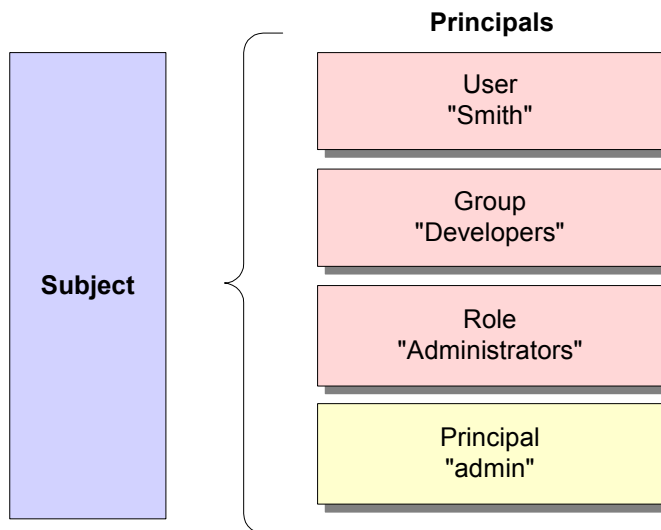 Principals
User
"Smith"
Group
"Developers"
Subject
Role
"Administrators"
Principal
"admin"